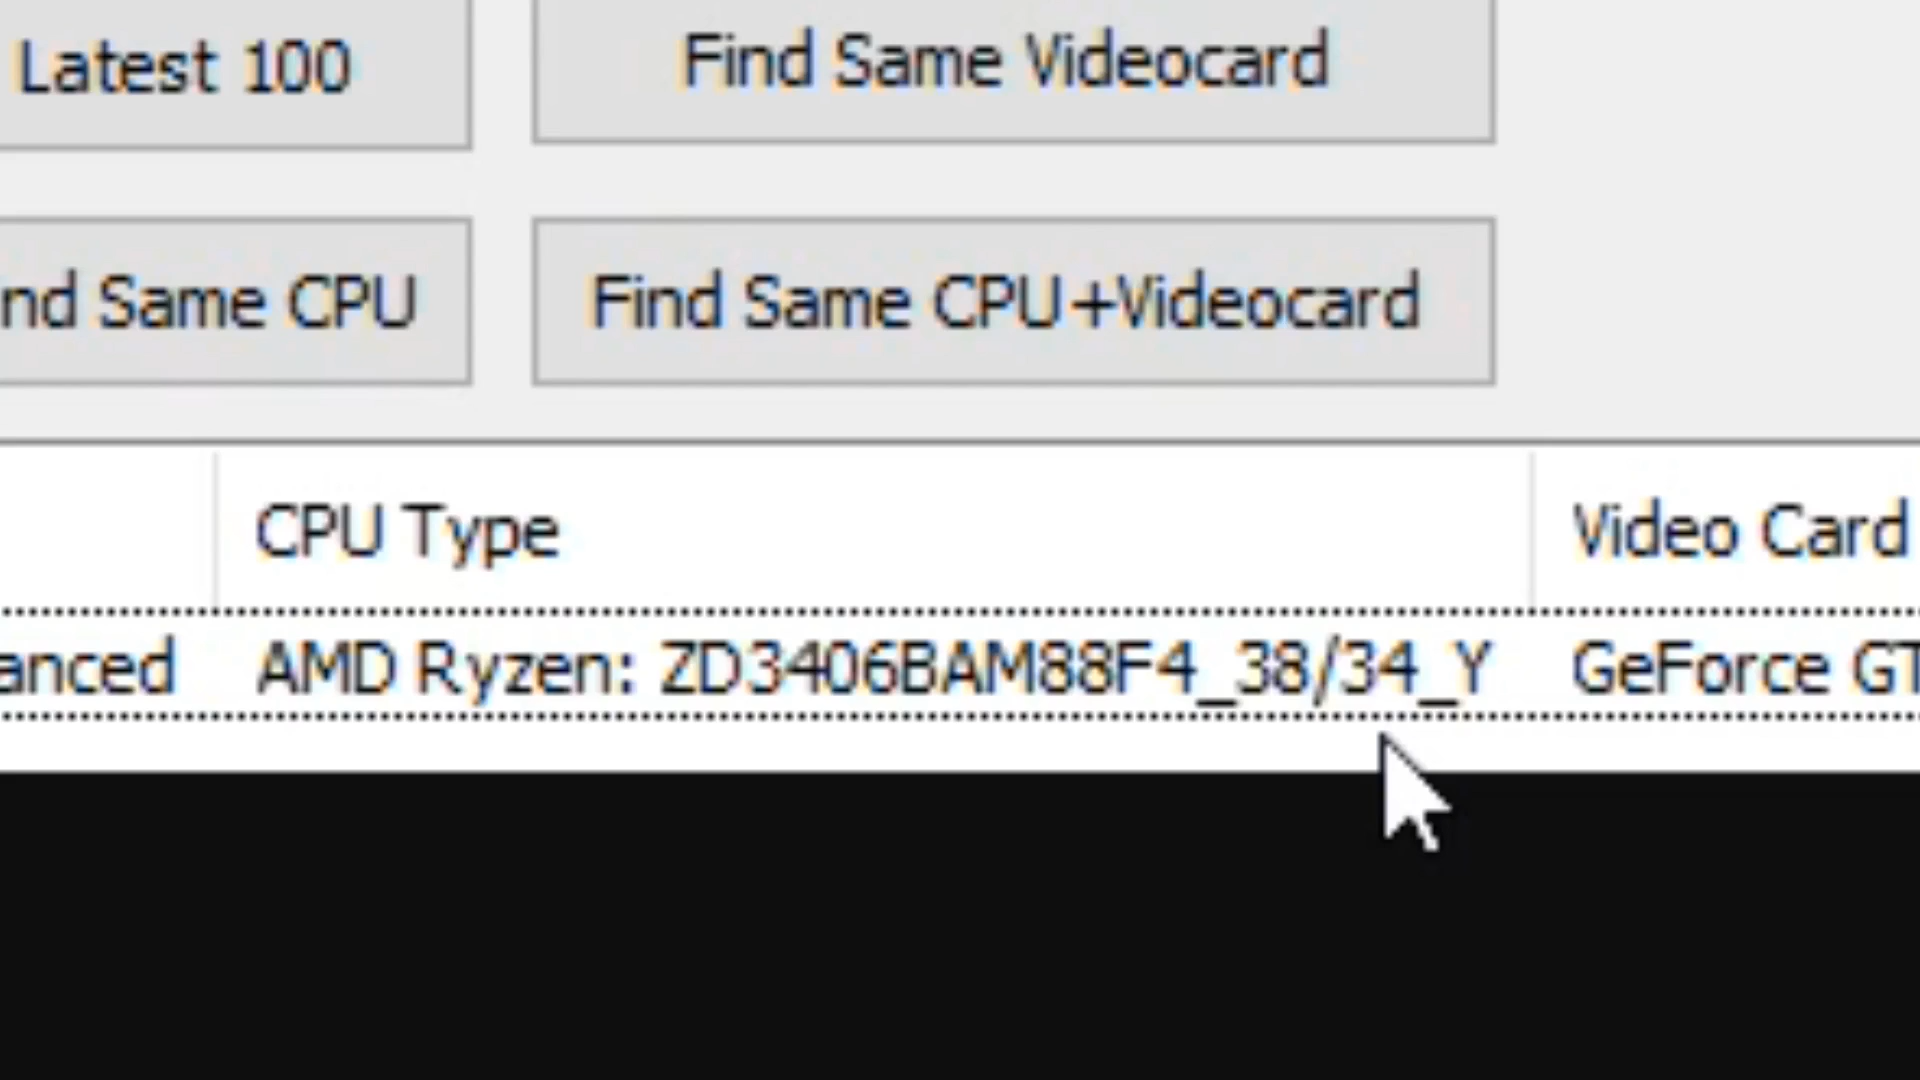 Latest 100
Find Same Videocard
nd Same CPU
Find Same CPU+Videocard
CPU Type
Video Card
anced
AMD Ryzen: ZD3406BAM88F4_38/34_Y
GeForce GT